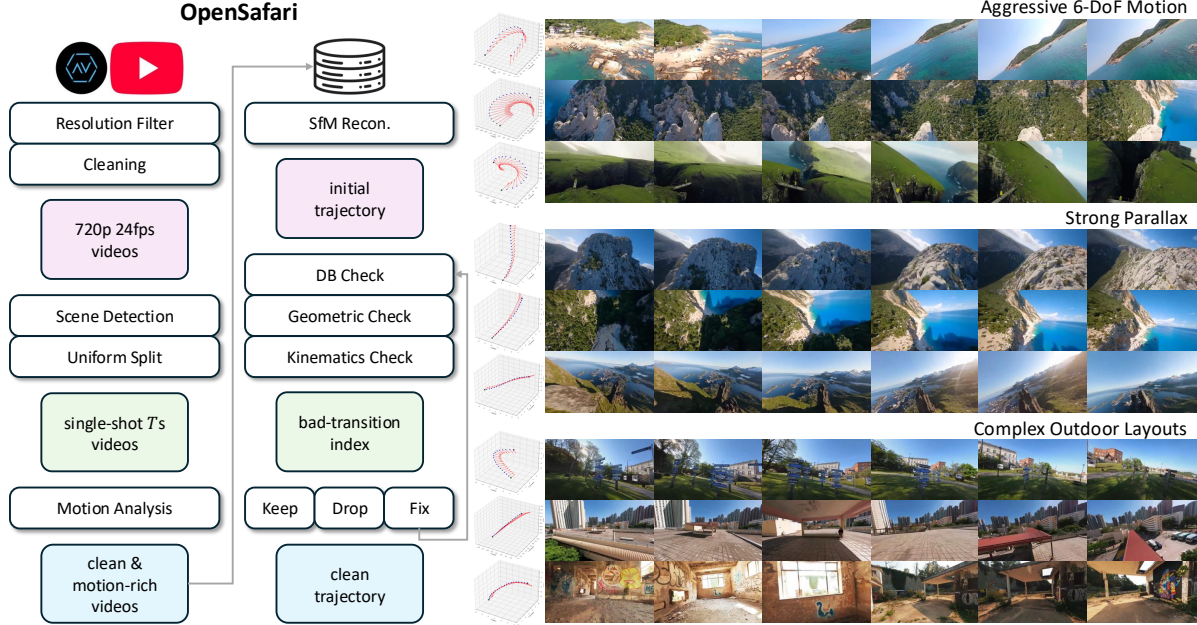 OpenSafari
AV
Resolution Filter
Cleaning
720p 24fps
videos
Scene Detection
Uniform Split
single-shot T's
videos
Motion Analysis
clean &
motion-rich
videos
SfM Recon.
initial
trajectory
DB Check
Geometric Check
Kinematics Check
bad-transition
index
Keep
Drop
Fix
clean
trajectory
Aggressive 6-DoF Motion
Strong Parallax
Complex Outdoor Layouts